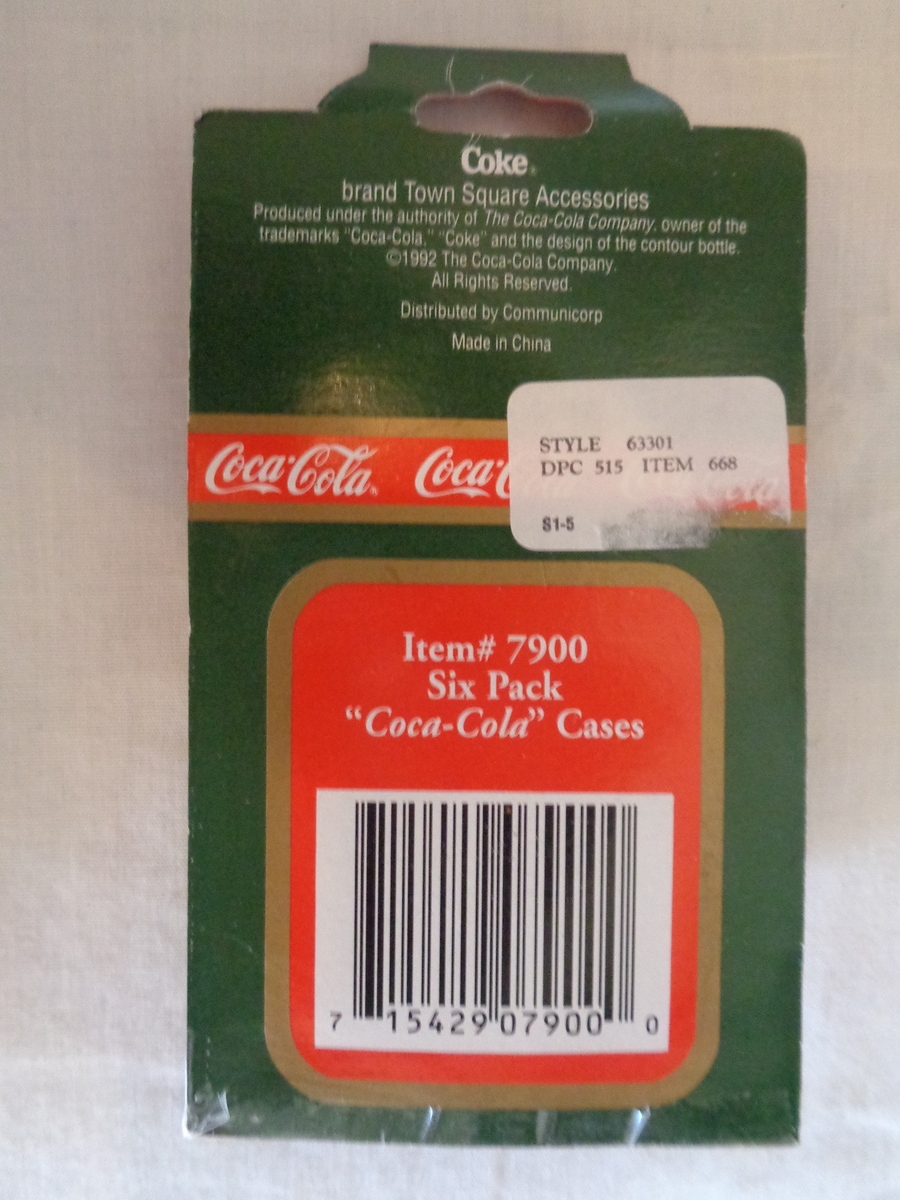 Coke®
brand Town Square Accessories
Produced under the authority of The Coca-Cola Company, owner of the
trademarks "Coca-Cola," "Coke" and the design of the contour bottle.
©1992 The Coca-Cola Company.
All Rights Reserved.
Distributed by Communicorp
Made in China
Coca-Cola® Coca-C
STYLE 63301
DPC 515 ITEM 668
S1-5
Item# 7900
Six Pack
“Coca-Cola” Cases
7 15429 07900 0